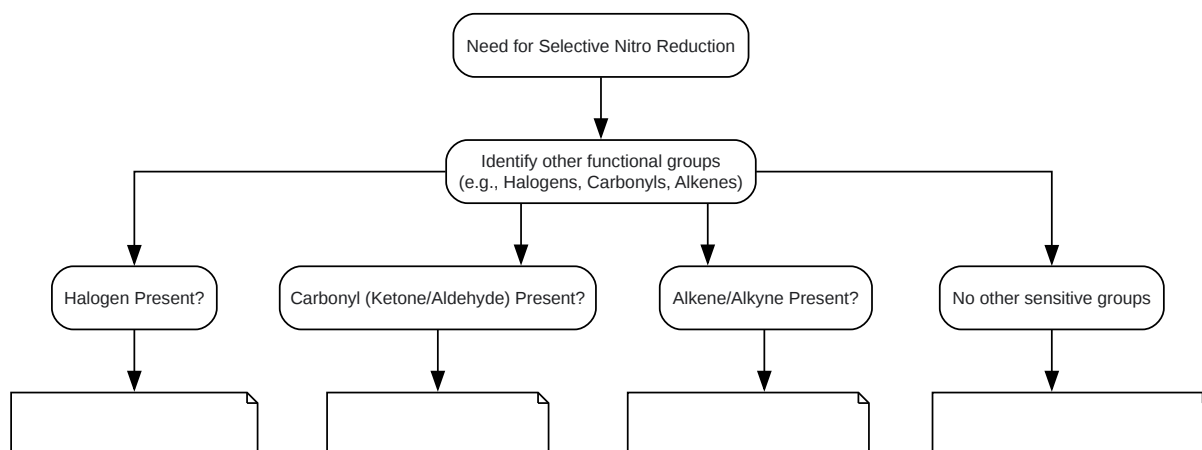 Need for Selective Nitro Reduction
Identify other functional groups
(e.g., Halogens, Carbonyls, Alkenes)
Halogen Present?
Carbonyl (Ketone/Aldehyde) Present?
Alkene/Alkyne Present?
No other sensitive groups